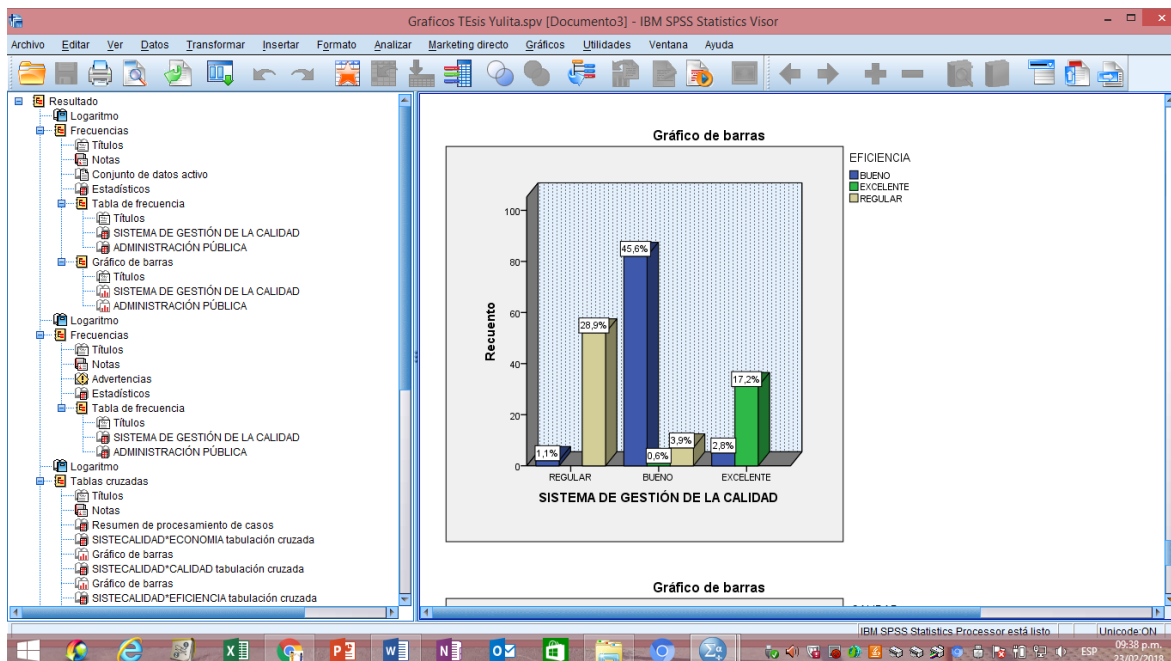 Graficos TEsis Yulita.spv [Documento3] - IBM SPSS Statistics Visor
Archivo Editar Ver Datos Transformar Insertar Formato Analizar Marketing directo Gráficos Utilidades Ventana Ayuda
Resultado
Logaritmo
Frecuencias
Títulos
Notas
Conjunto de datos activo
Estadísticos
Tabla de frecuencia
Títulos
SISTEMA DE GESTIÓN DE LA CALIDAD
ADMINISTRACIÓN PÚBLICA
Gráfico de barras
Títulos
SISTEMA DE GESTIÓN DE LA CALIDAD
ADMINISTRACIÓN PÚBLICA
Logaritmo
Frecuencias
Títulos
Notas
Advertencias
Estadísticos
Tabla de frecuencia
Títulos
SISTEMA DE GESTIÓN DE LA CALIDAD
ADMINISTRACIÓN PÚBLICA
Logaritmo
Tablas cruzadas
Títulos
Notas
Resumen de procesamiento de casos
SISTECALIDAD*ECONOMIA tabulación cruzada
Gráfico de barras
SISTECALIDAD*CALIDAD tabulación cruzada
Gráfico de barras
SISTECALIDAD*EFICIENCIA tabulación cruzada
Gráfico de barras
EFICIENCIA
BUENO
EXCELENTE
REGULAR
Recuento
100
80
60
40
20
0
1,1%
28,9%
45,6%
0,6%
3,9%
2,8%
17,2%
REGULAR BUENO EXCELENTE
SISTEMA DE GESTIÓN DE LA CALIDAD
Gráfico de barras
IBM SPSS Statistics Processor está listo Unicode:ON
ESP
09:38 p.m.
23/02/2018